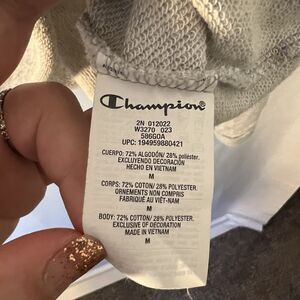 Champion
2N 012022
W3270 023
586G0A
UPC: 194959880421
CUERPO: 72% ALGODÓN/ 28% poliester.
EXCLUYENDO DECORACIÓN
HECHO EN VIETNAM
M
CORPS: 72% COTON/ 28% POLYESTER.
ORNEMENTS NON COMPRIS
FABRIQUÉ AU VIÊT-NAM
M
BODY: 72% COTTON/ 28% POLYESTER.
EXCLUSIVE OF DECORATION
MADE IN VIETNAM
M